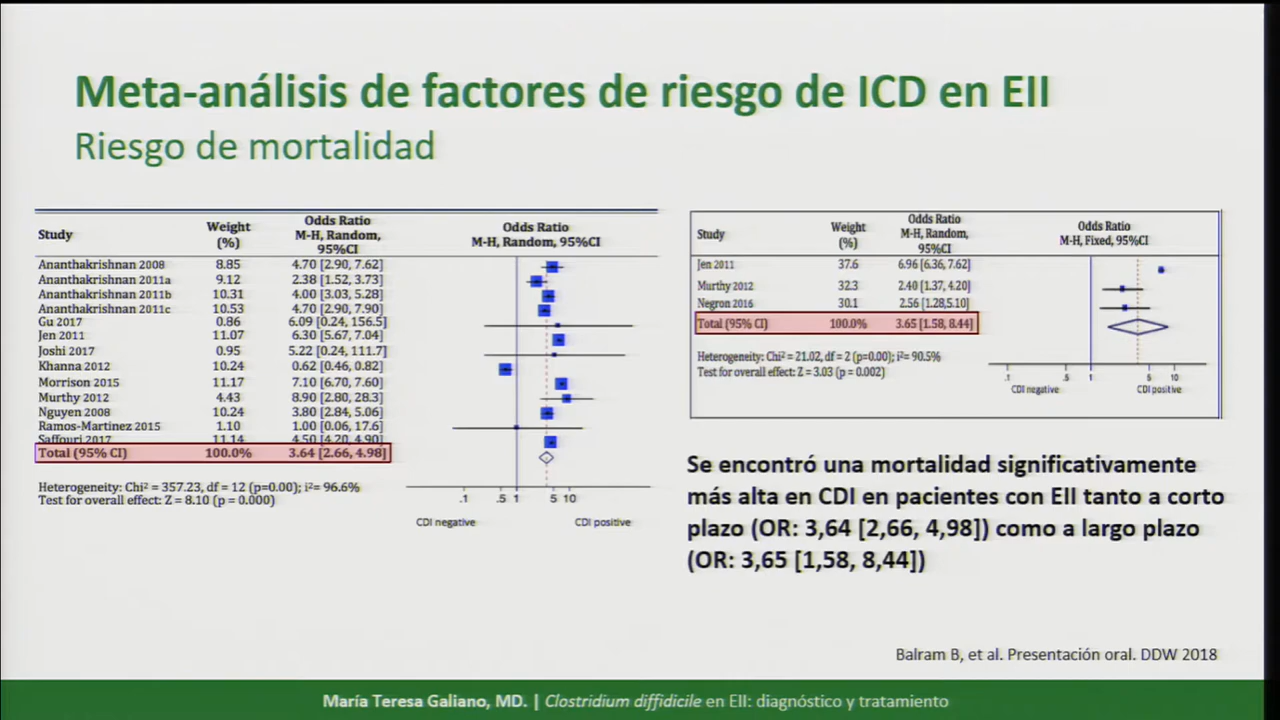 Meta-análisis de factores de riesgo de ICD en EII
Riesgo de mortalidad
Study Weight (%) Odds Ratio M-H, Random, 95%CI Odds Ratio M-H, Random, 95%CI
Ananthakrishnan 2008 8.85 4.70 [2.90, 7.62]
Ananthakrishnan 2011a 9.12 2.38 [1.52, 3.73]
Ananthakrishnan 2011b 10.31 4.00 [3.03, 5.28]
Ananthakrishnan 2011c 10.53 4.70 [2.90, 7.90]
Gu 2017 0.86 6.09 [0.24, 156.5]
Jen 2011 11.07 6.30 [5.67, 7.04]
Joshi 2017 0.95 5.22 [0.24, 111.7]
Khanna 2012 10.24 0.62 [0.46, 0.82]
Morrison 2015 11.17 7.10 [6.70, 7.60]
Murthy 2012 4.43 8.90 [2.80, 28.3]
Nguyen 2008 10.24 3.80 [2.84, 5.06]
Ramos-Martinez 2015 1.10 1.00 [0.06, 17.6]
Saffouri 2017 11.14 4.50 [4.20, 4.90]
Total (95% CI) 100.0% 3.64 [2.66, 4.98]
Heterogeneity: Chi² = 357.23, df = 12 (p=0.00); i²= 96.6%
Test for overall effect: Z = 8.10 (p = 0.000)
.1 .5 1 5 10
CDI negative CDI positive
Study Weight (%) Odds Ratio M-H, Random, 95%CI Odds Ratio M-H, Fixed, 95%CI
Jen 2011 37.6 6.96 [6.36, 7.62]
Murthy 2012 32.3 2.40 [1.37, 4.20]
Negron 2016 30.1 2.56 [1.28,5.10]
Total (95% CI) 100.0% 3.65 [1.58, 8.44]
Heterogeneity: Chi² = 21.02, df = 2 (p=0.00); i²= 90.5%
Test for overall effect: Z = 3.03 (p = 0.002)
.1 .5 1 5 10
CDI negative CDI positive
Se encontró una mortalidad significativamente
más alta en CDI en pacientes con EII tanto a corto
plazo (OR: 3,64 [2,66, 4,98]) como a largo plazo
(OR: 3,65 [1,58, 8,44])
Balram B, et al. Presentación oral. DDW 2018
María Teresa Galiano, MD. | Clostridium diffidicile en EII: diagnóstico y tratamiento